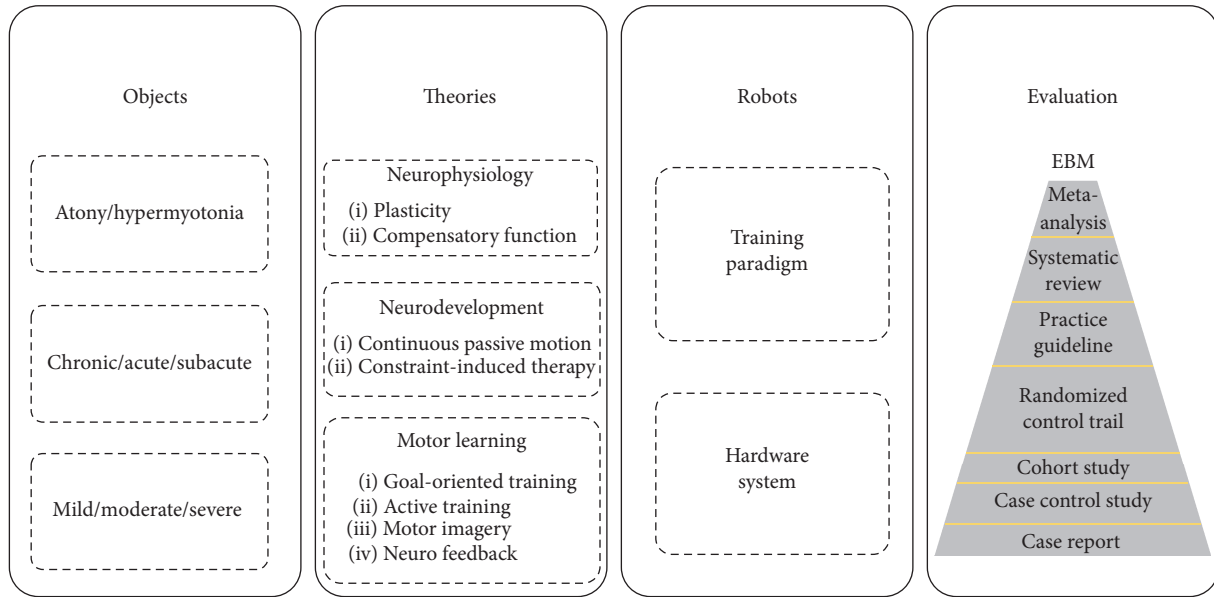 Objects
Atony/hypermyotonia
Chronic/acute/subacute
Mild/moderate/severe
Theories
Neurophysiology
(i) Plasticity
(ii) Compensatory function
Neurodevelopment
(i) Continuous passive motion
(ii) Constraint-induced therapy
Motor learning
(i) Goal-oriented training
(ii) Active training
(iii) Motor imagery
(iv) Neuro feedback
Robots
Training
paradigm
Hardware
system
Evaluation
EBM
Meta-
analysis
Systematic
review
Practice
guideline
Randomized
control trail
Cohort study
Case control study
Case report